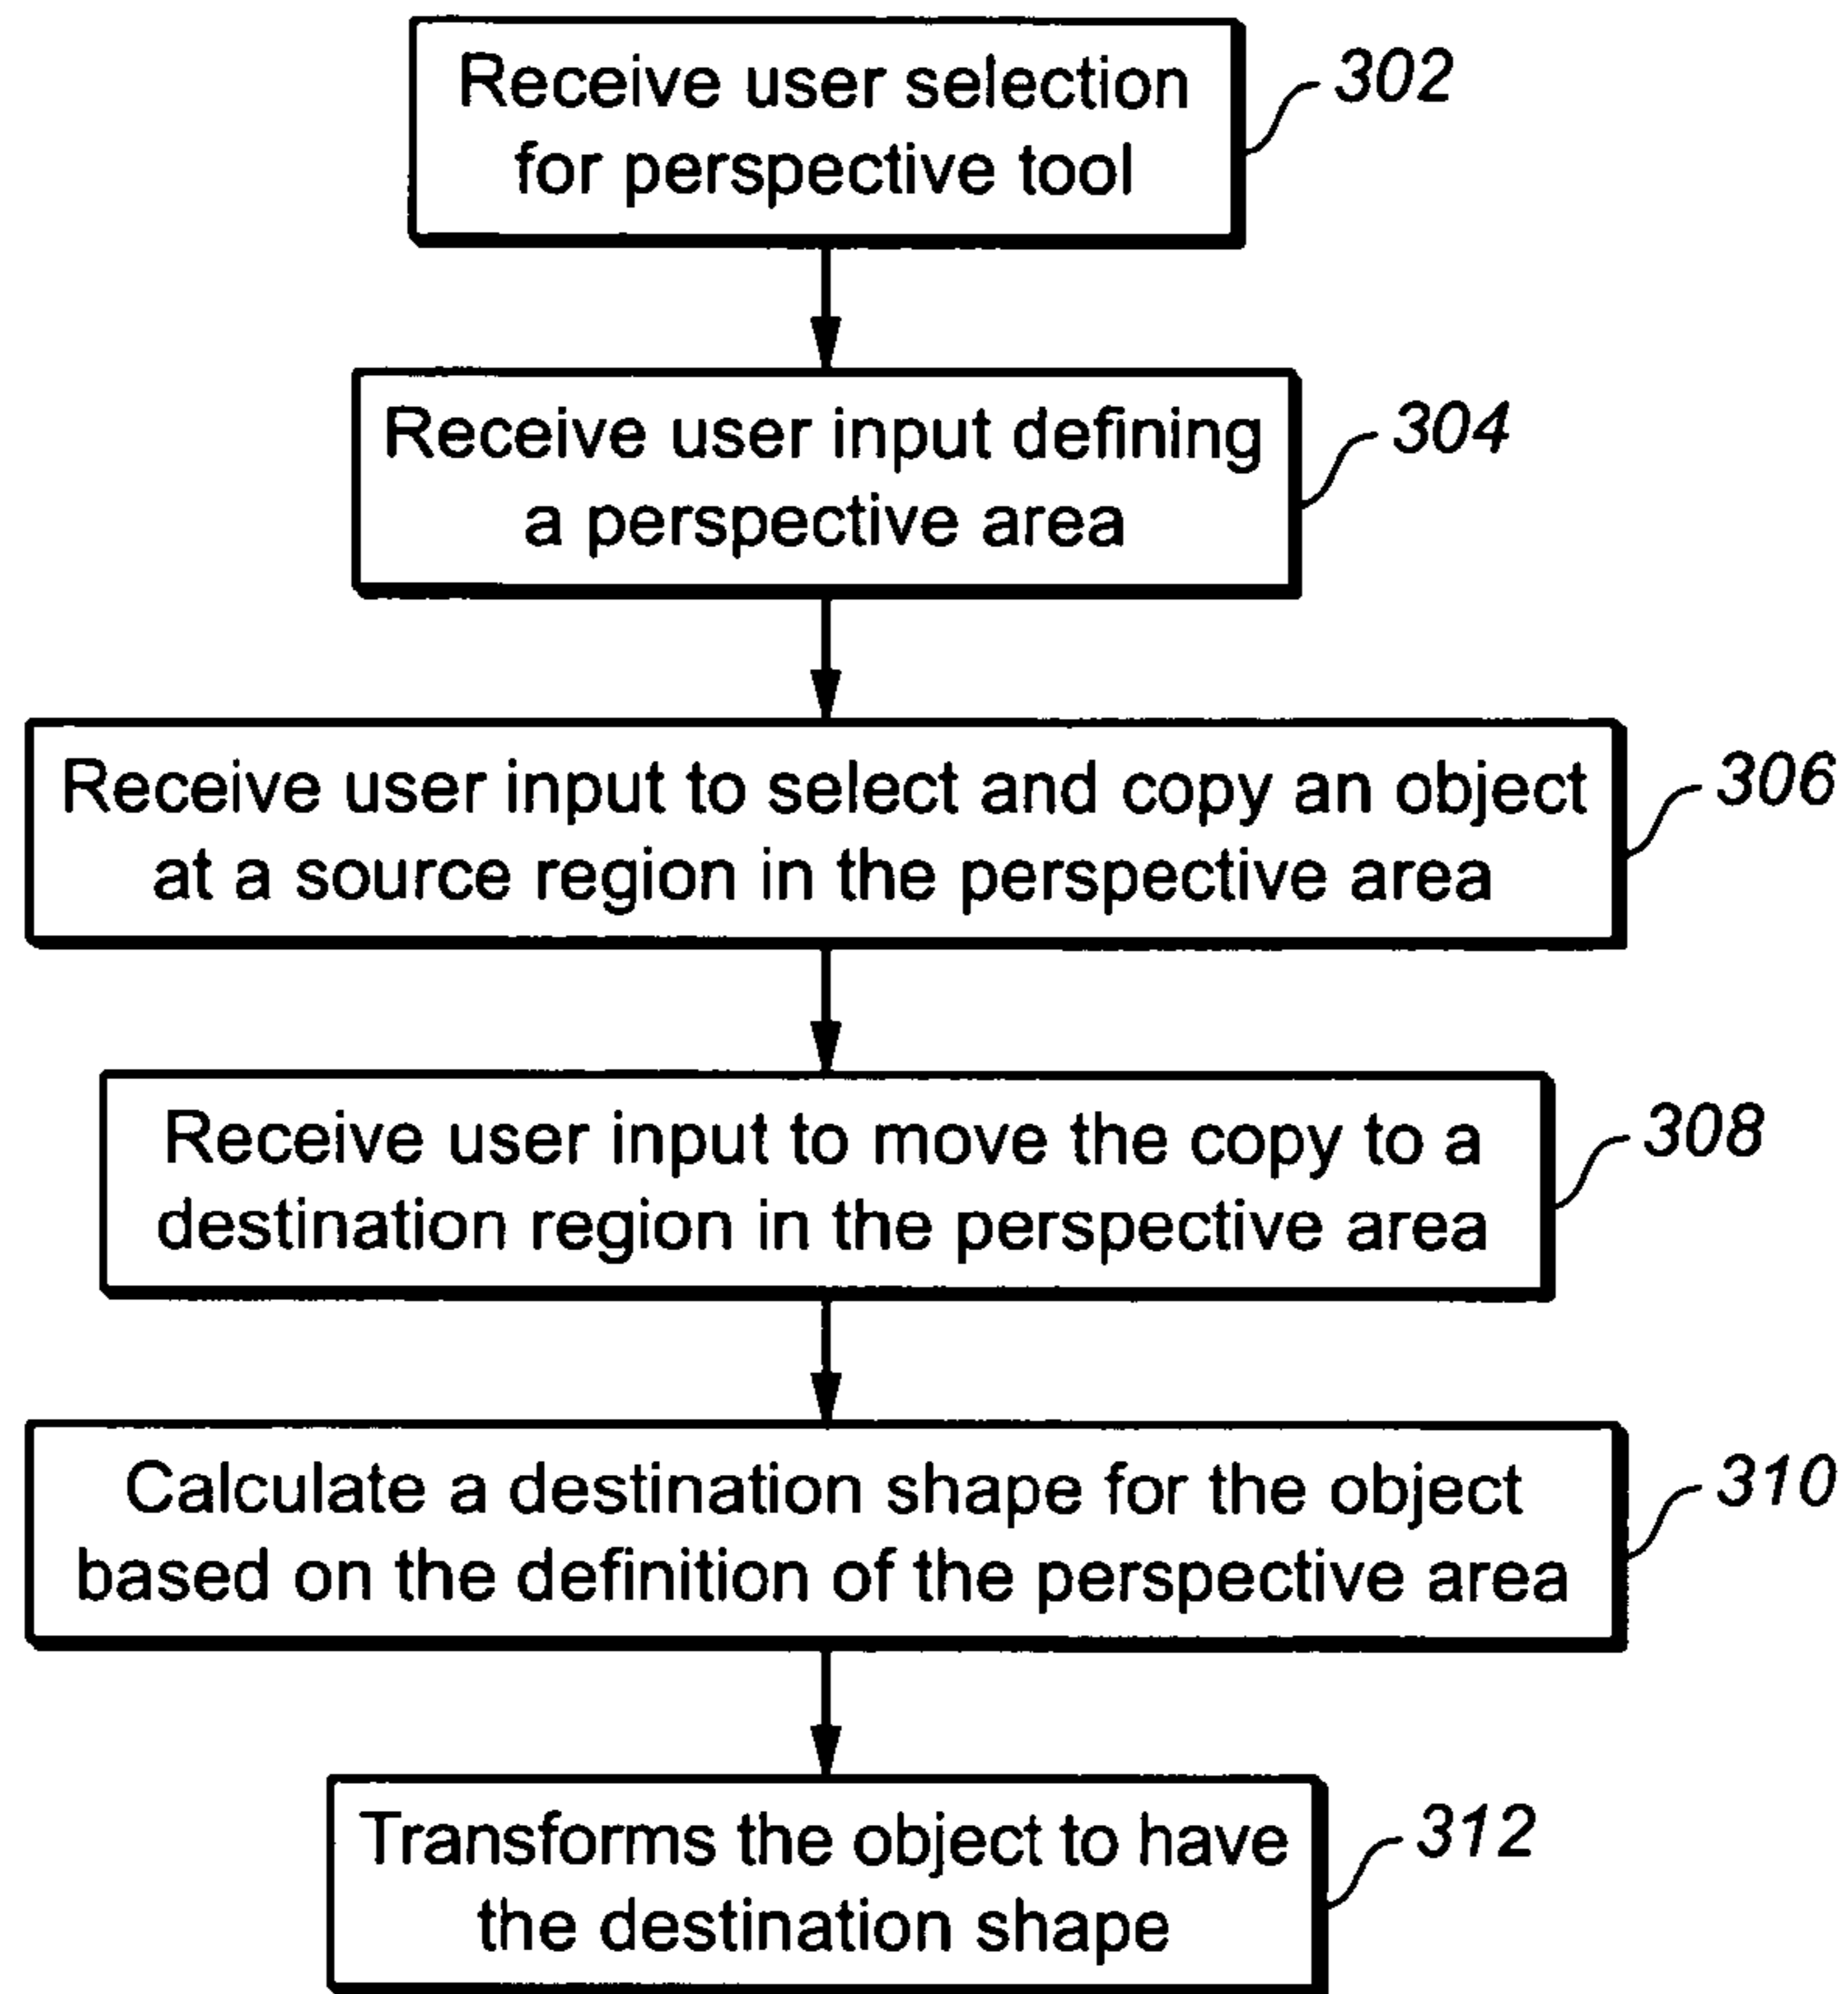 Receive user selection
for perspective tool
302
Receive user input defining
a perspective area
304
Receive user input to select and copy an object
at a source region in the perspective area
306
Receive user input to move the copy to a
destination region in the perspective area
308
Calculate a destination shape for the object
based on the definition of the perspective area
310
Transforms the object to have
the destination shape
312